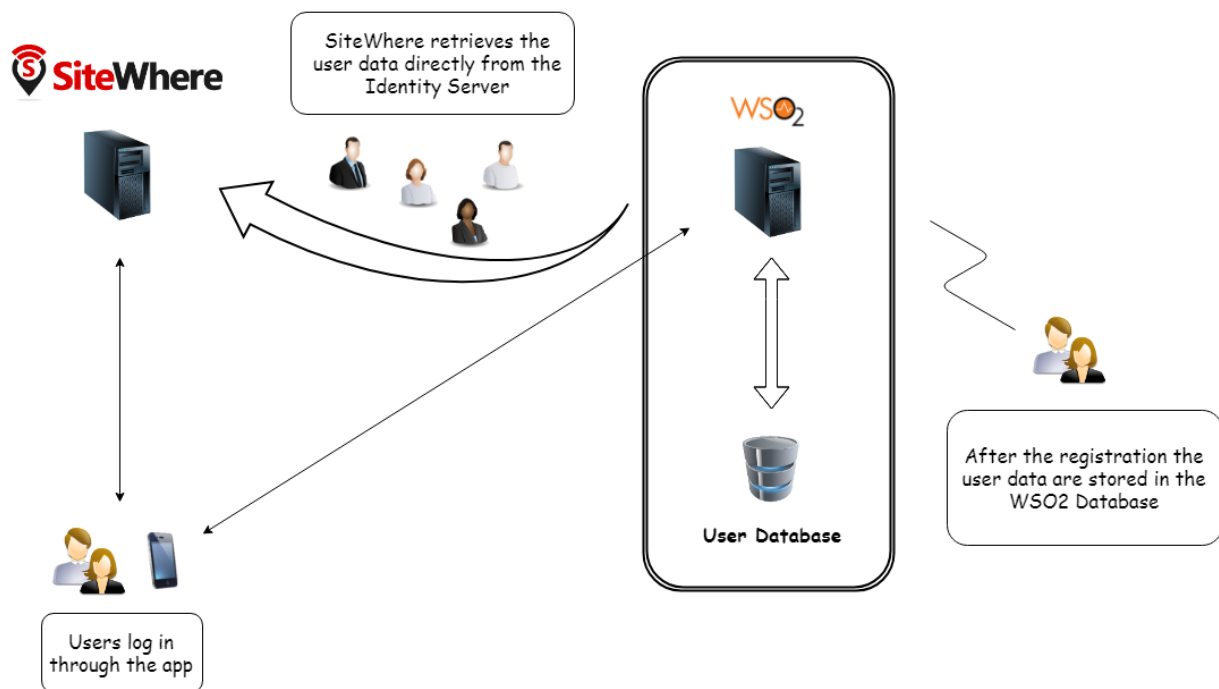 SiteWhere retrieves the
user data directly from the
Identity Server
S
SiteWhere
WSO2
After the registration the
user data are stored in the
WSO2 Database
User Database
Users log in
through the app